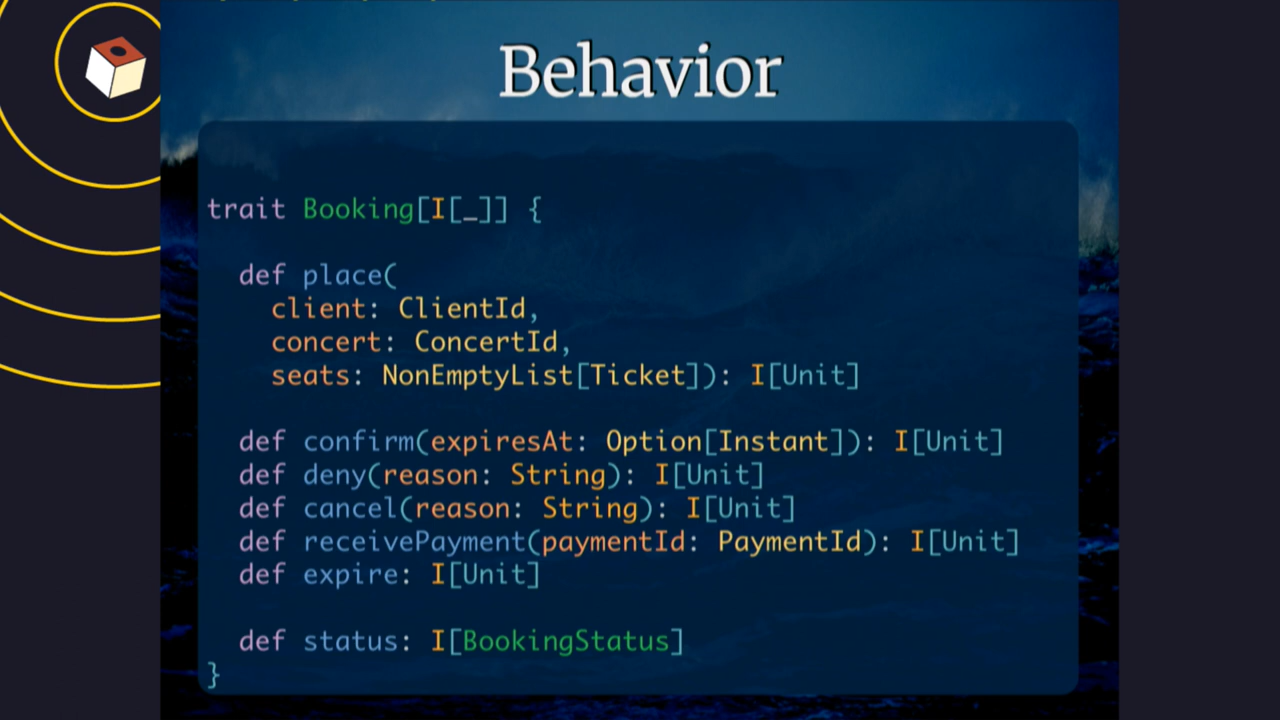 Behavior
trait Booking[I[_]] {
def place(
client: ClientId,
concert: ConcertId,
seats: NonEmptyList[Ticket]): I[Unit]
def confirm(expiresAt: Option[Instant]): I[Unit]
def deny(reason: String): I[Unit]
def cancel(reason: String): I[Unit]
def receivePayment(paymentId: PaymentId): I[Unit]
def expire: I[Unit]
def status: I[BookingStatus]
}